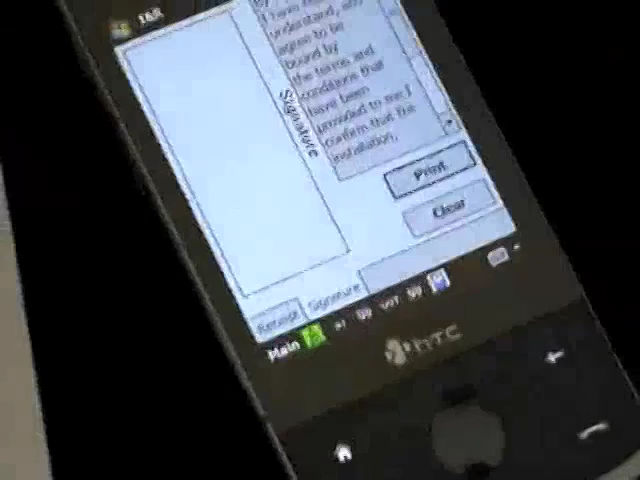 by
I have read
understand, and
agree to be
bound by
the terms and
conditions that
have been
provided to me. I
confirm that the
installation,
Signature
Print
Clear
Signature
Main
htc